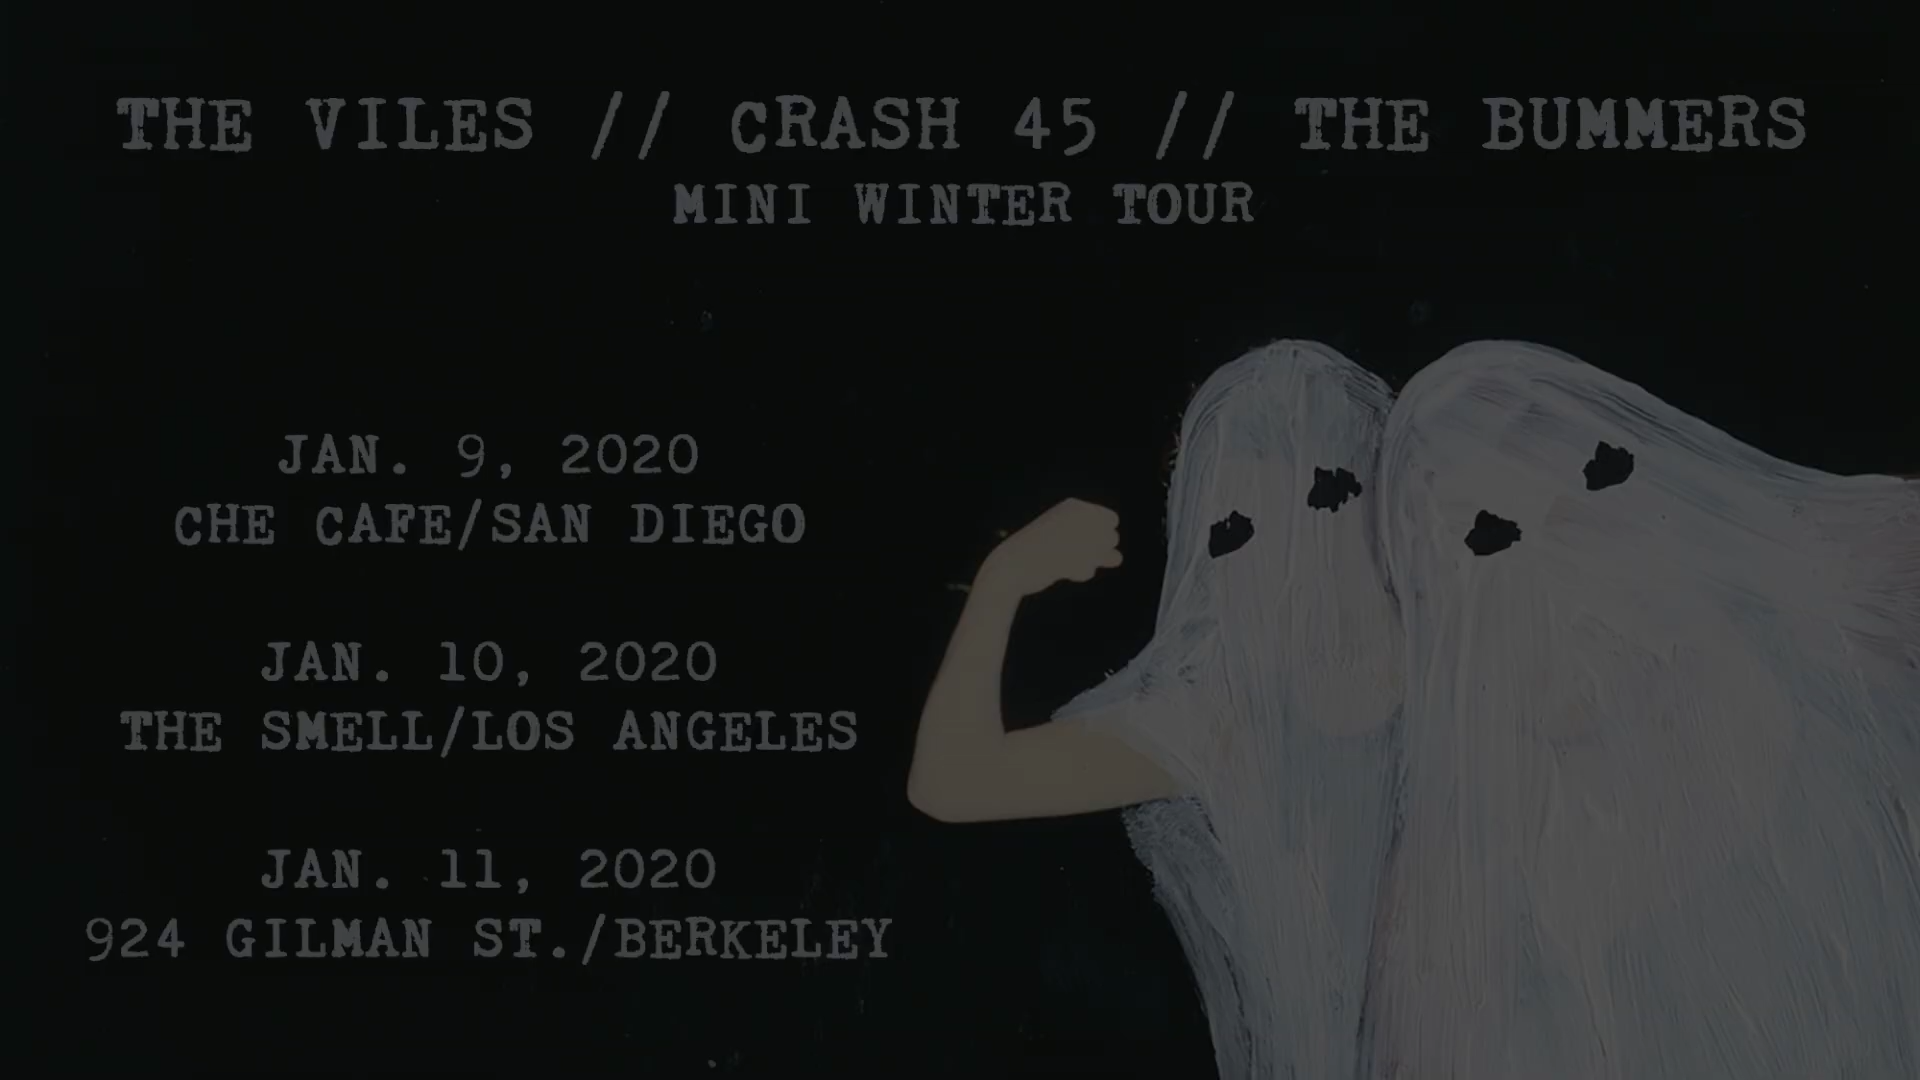 THE VILES // CRASH 45 // THE BUMMERS
MINI WINTER TOUR
JAN. 9, 2020
CHE CAFE/SAN DIEGO
JAN. 10, 2020
THE SMELL/LOS ANGELES
JAN. 11, 2020
924 GILMAN ST./BERKELEY